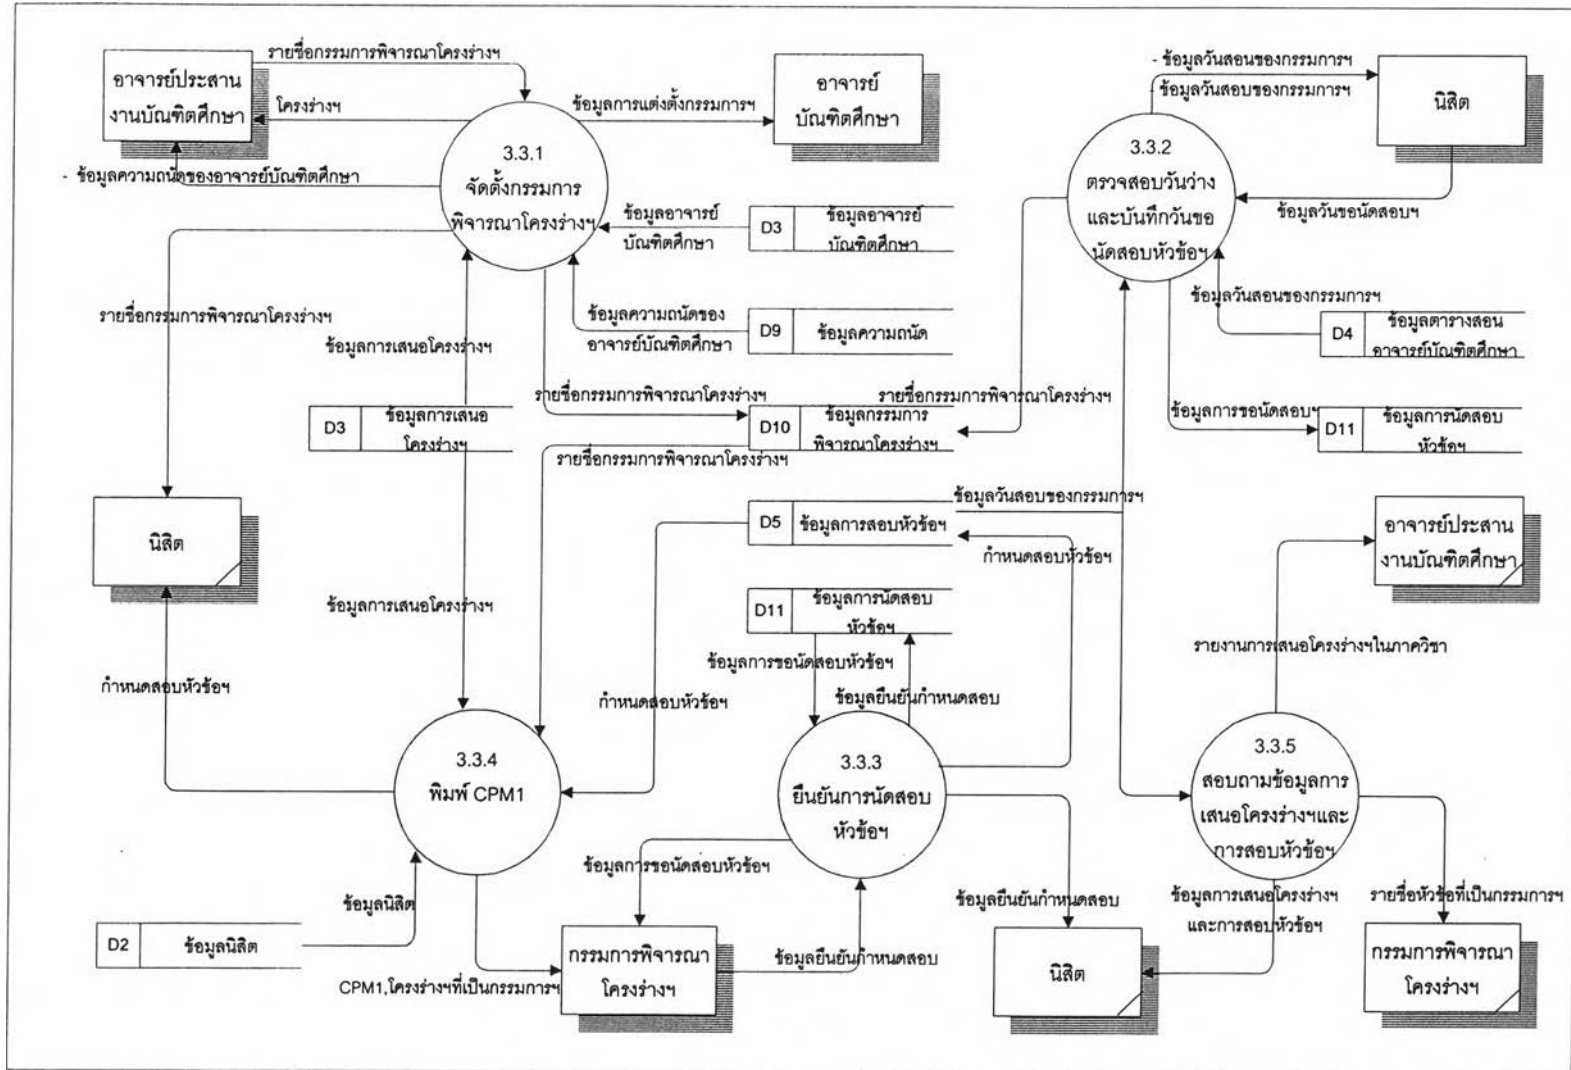 รายชื่อกรรมการพิจารณาโครงร่างฯ
อาจารย์ประสาน
งานบัณฑิตศึกษา
โครงร่างฯ
- ข้อมูลความถนัดของอาจารย์บัณฑิตศึกษา
3.3.1
จัดตั้งกรรมการ
พิจารณาโครงร่างฯ
ข้อมูลการแต่งตั้งกรรมการฯ
อาจารย์
บัณฑิตศึกษา
- ข้อมูลวันสอนของกรรมการฯ
- ข้อมูลวันสอบของกรรมการฯ
นิสิต
3.3.2
ตรวจสอบวันว่าง
และบันทึกวันขอ
นัดสอบหัวข้อฯ
ข้อมูลวันขอนัดสอบฯ
ข้อมูลอาจารย์
บัณฑิตศึกษา
D3
ข้อมูลอาจารย์
บัณฑิตศึกษา
ข้อมูลวันสอนของกรรมการฯ
รายชื่อกรรมการพิจารณาโครงร่างฯ
ข้อมูลการเสนอโครงร่างฯ
ข้อมูลความถนัดของ
อาจารย์บัณฑิตศึกษา
D9
ข้อมูลความถนัด
D4
ข้อมูลตารางสอน
อาจารย์บัณฑิตศึกษา
รายชื่อกรรมการพิจารณาโครงร่างฯ
รายชื่อกรรมการพิจารณาโครงร่างฯ
D3
ข้อมูลการเสนอ
โครงร่างฯ
D10
ข้อมูลกรรมการ
พิจารณาโครงร่างฯ
ข้อมูลการขอนัดสอบฯ
D11
ข้อมูลการนัดสอบ
หัวข้อฯ
รายชื่อกรรมการพิจารณาโครงร่างฯ
นิสิต
D5
ข้อมูลการสอบหัวข้อฯ
ข้อมูลวันสอบของกรรมการฯ
กำหนดสอบหัวข้อฯ
อาจารย์ประสาน
งานบัณฑิตศึกษา
ข้อมูลการเสนอโครงร่างฯ
D11
ข้อมูลการนัดสอบ
หัวข้อฯ
รายงานการเสนอโครงร่างฯในภาควิชา
ข้อมูลการขอนัดสอบหัวข้อฯ
กำหนดสอบหัวข้อฯ
กำหนดสอบหัวข้อฯ
ข้อมูลยืนยันกำหนดสอบ
3.3.4
พิมพ์ CPM1
3.3.3
ยืนยันการนัดสอบ
หัวข้อฯ
3.3.5
สอบถามข้อมูลการ
เสนอโครงร่างฯและ
การสอบหัวข้อฯ
ข้อมูลการขอนัดสอบหัวข้อฯ
ข้อมูลนิสิต
ข้อมูลยืนยันกำหนดสอบ
ข้อมูลการเสนอโครงร่างฯ
และการสอบหัวข้อฯ
รายชื่อหัวข้อที่เป็นกรรมการฯ
D2
ข้อมูลนิสิต
กรรมการพิจารณา
โครงร่างฯ
ข้อมูลยืนยันกำหนดสอบ
นิสิต
กรรมการพิจารณา
โครงร่างฯ
CPM1,โครงร่างฯที่เป็นกรรมการฯ